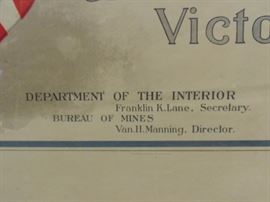 Victo
DEPARTMENT OF THE INTERIOR
Franklin K. Lane, Secretary.
BUREAU OF MINES
Van. H. Manning, Director.